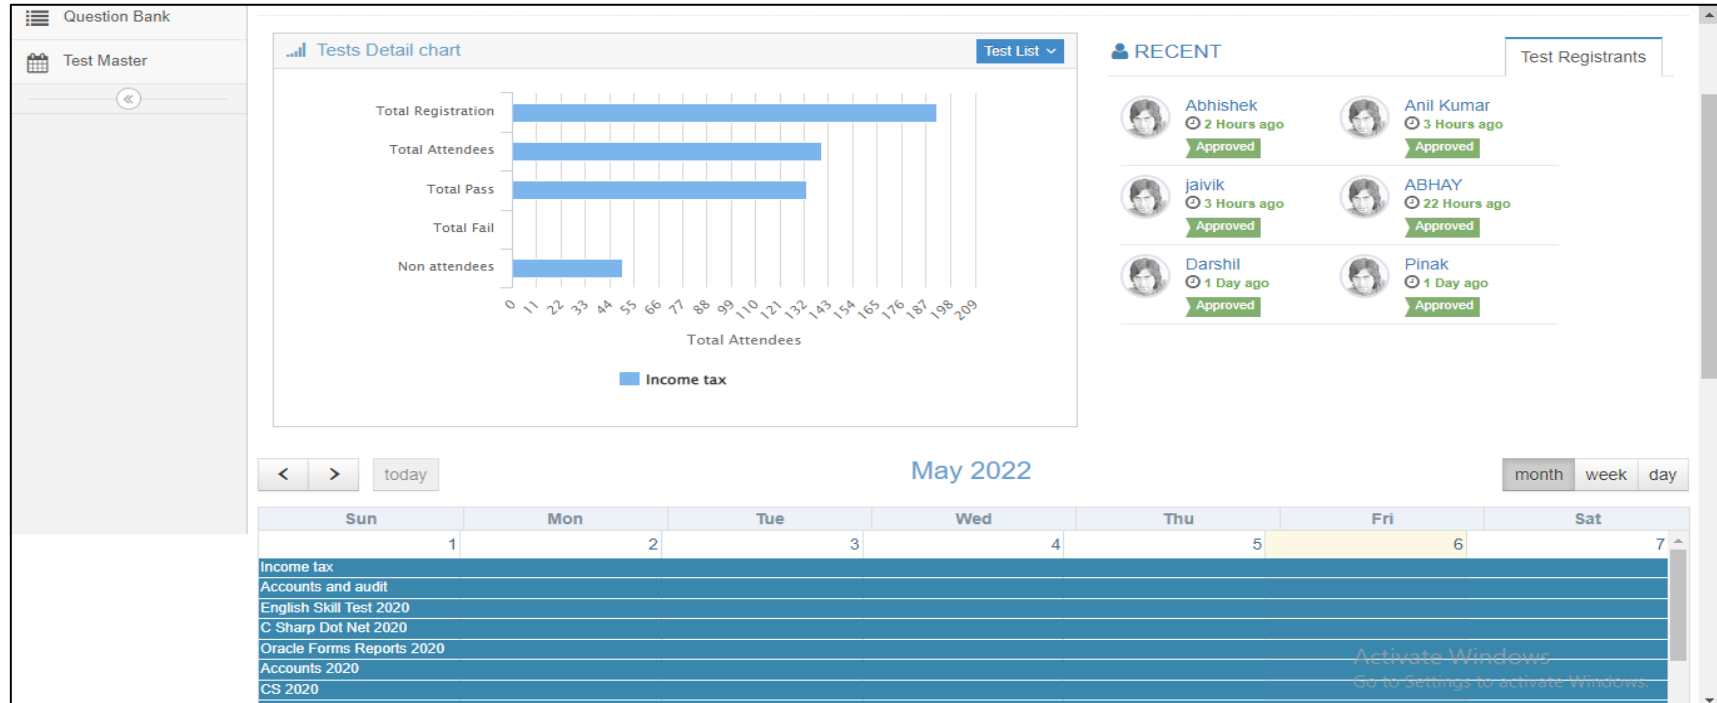 Question Bank
Test Master
Tests Detail chart
Test List
Total Registration
Total Attendees
Total Pass
Total Fail
Non attendees
0 11 22 33 44 55 66 77 88 99 110 121 132 143 154 165 176 187 198 209
Total Attendees
Income tax
RECENT
Test Registrants
Abhishek
2 Hours ago
Approved
Anil Kumar
3 Hours ago
Approved
jaivik
3 Hours ago
Approved
ABHAY
22 Hours ago
Approved
Darshil
1 Day ago
Approved
Pinak
1 Day ago
Approved
today
May 2022
month week day
Sun Mon Tue Wed Thu Fri Sat
1 2 3 4 5 6 7
Income tax
Accounts and audit
English Skill Test 2020
C Sharp Dot Net 2020
Oracle Forms Reports 2020
Accounts 2020
CS 2020
Activate Windows
Go to Settings to activate Windows.